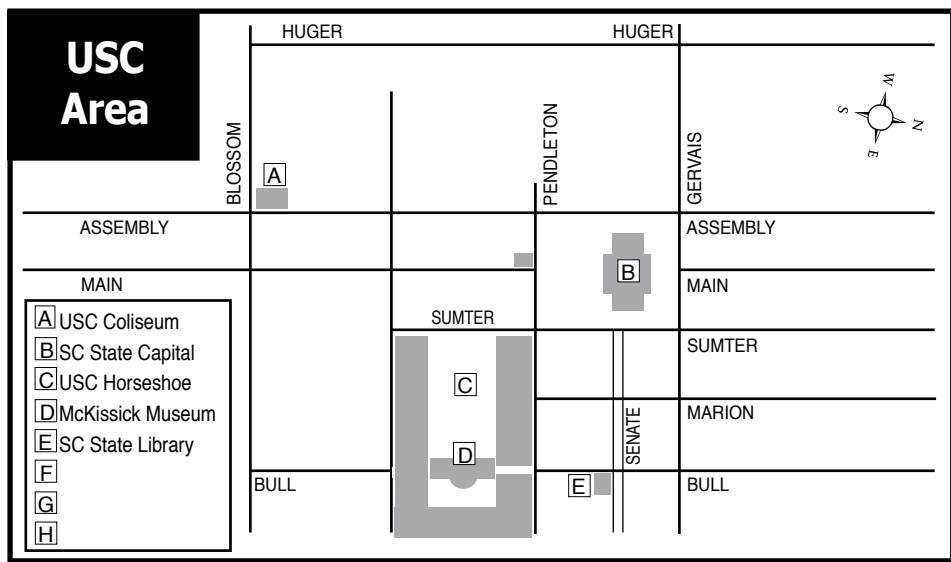 USC
Area
HUGER
HUGER
BLOSSOM
PENDLETON
GERVAIS
W
S
N
E
A
ASSEMBLY
ASSEMBLY
B
MAIN
MAIN
SUMTER
SUMTER
C
MARION
SENATE
D
BULL
E
BULL
A USC Coliseum
B SC State Capital
C USC Horseshoe
D McKissick Museum
E SC State Library
F
G
H